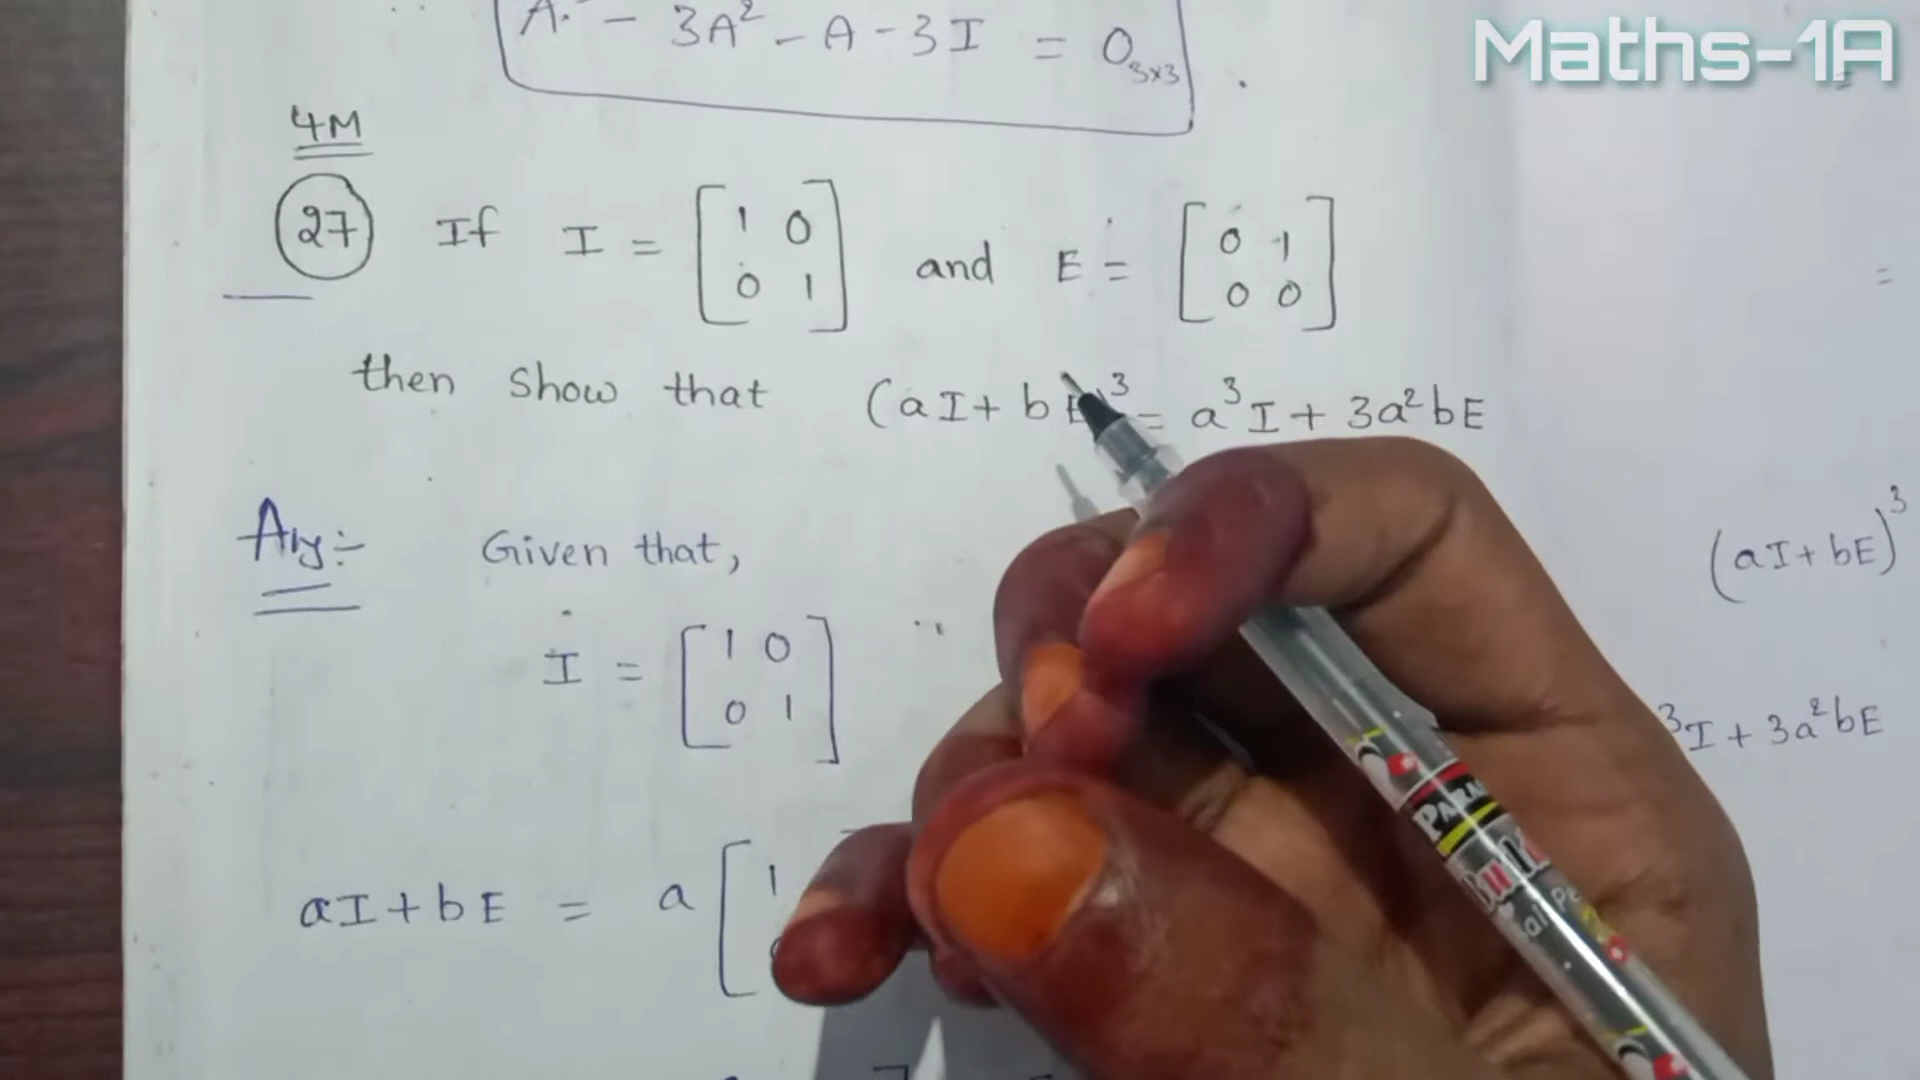 Maths-1A
- 3A² - A - 3I = O₃ₓ₃ .
4M
27 If I = [1 0
0 1] and E = [0 1
0 0]
then show that (aI + bE)³ = a³I + 3a²bE
Given that,
I = [1 0
0 1]
aI + bE = a [1
(aI + bE)³
³I + 3a²bE